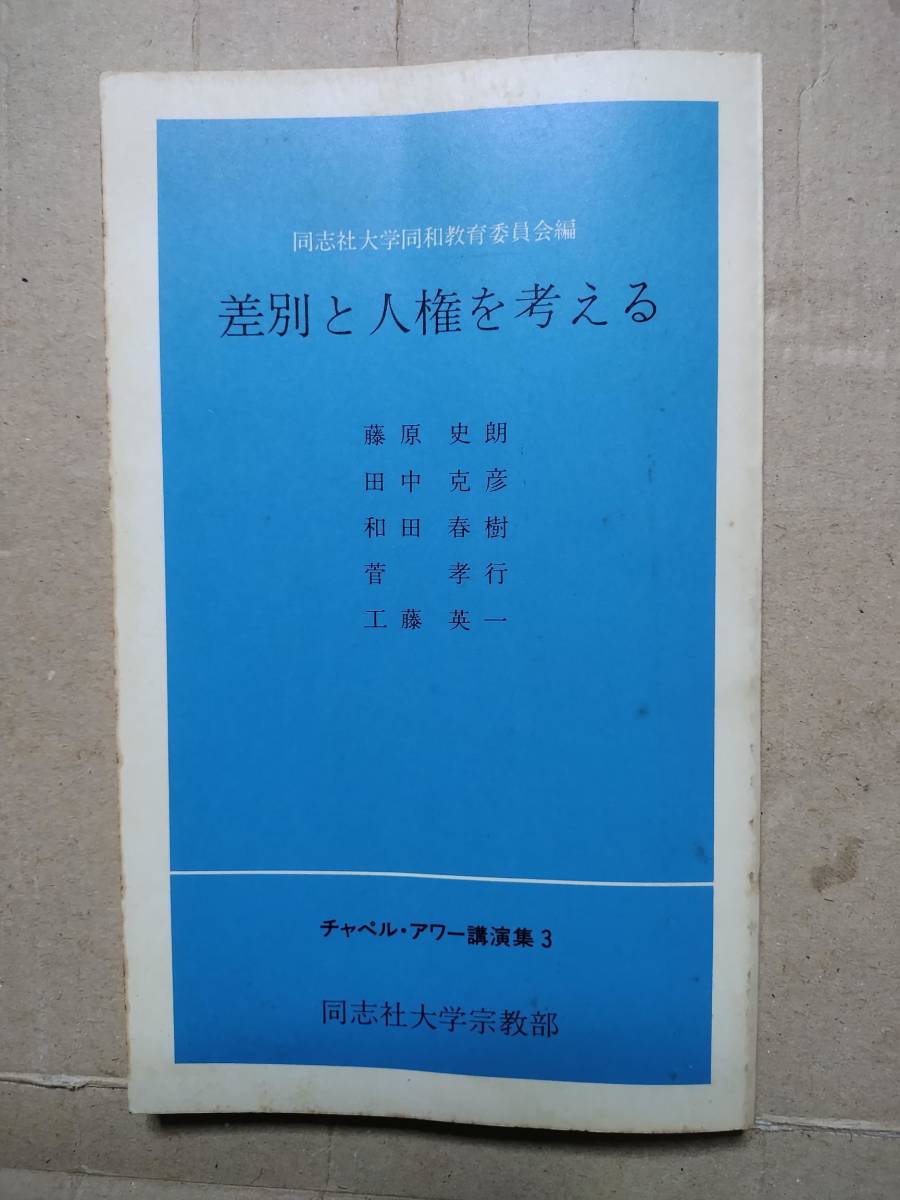 同志社大学同和教育委員会編
差別と人権を考える
藤原 史朗
田中 克彦
和田 春樹
菅 孝行
工藤 英一
チャペル・アワー講演集3
同志社大学宗教部